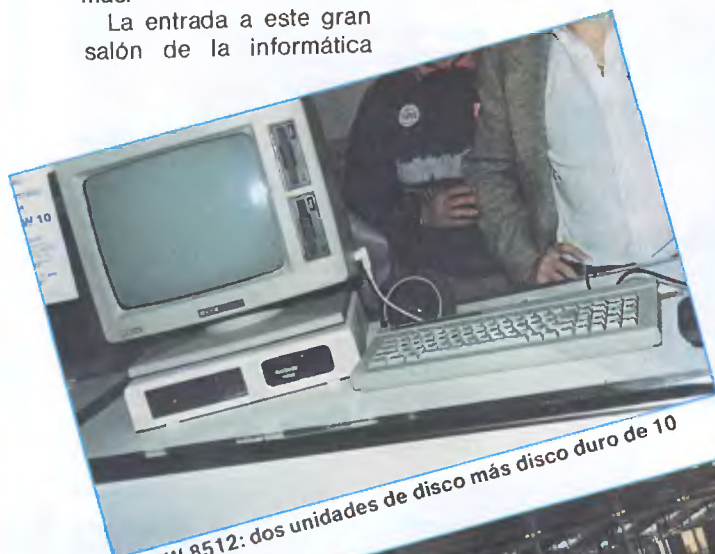 La entrada a este gran
salón de la informática
W 10
W 8512: dos unidades de disco más disco duro de 10